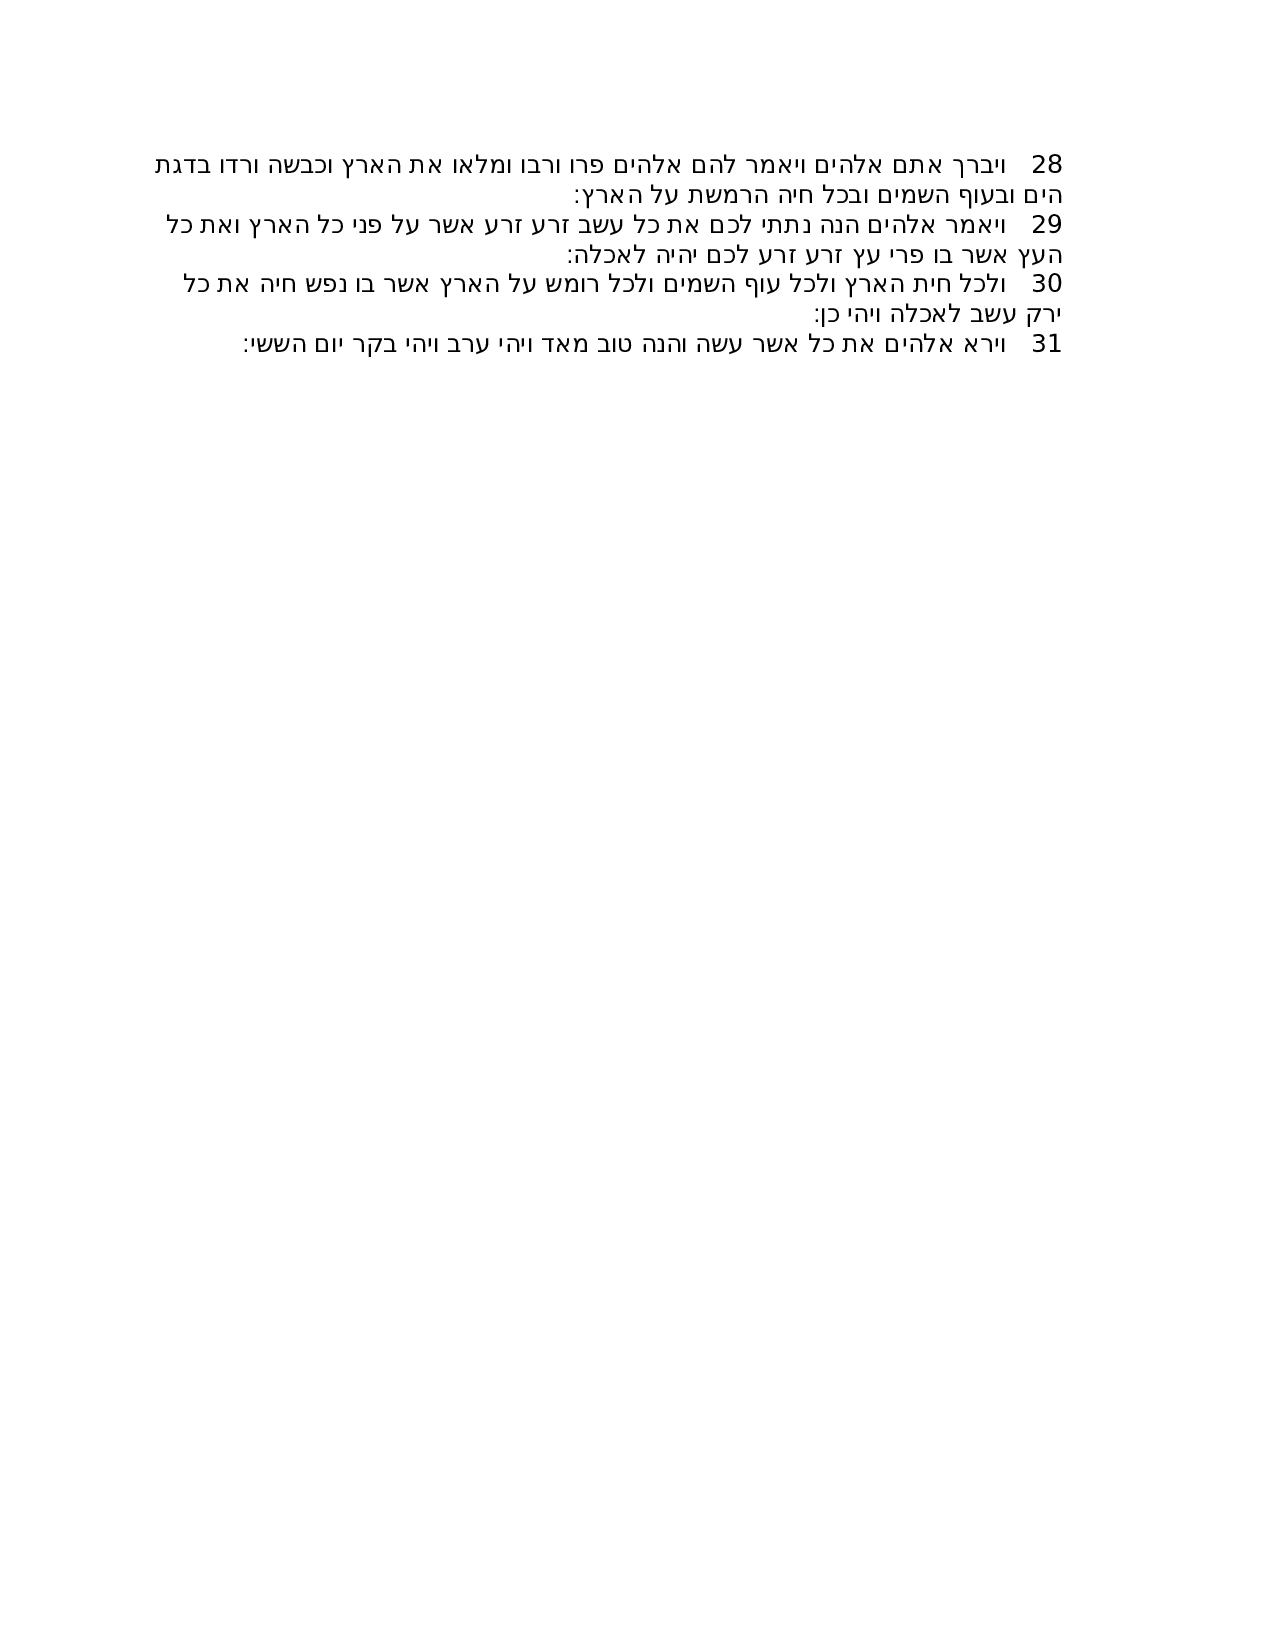 28 ויברך אתם אלהים ויאמר להם אלהים פרו ורבו ומלאו את הארץ וכבשה ורדו בדגת
הים ובעוף השמים ובכל חיה הרמשת על הארץ׃
29 ויאמר אלהים הנה נתתי לכם את כל עשב זרע זרע אשר על פני כל הארץ ואת כל
העץ אשר בו פרי עץ זרע זרע לכם יהיה לאכלה׃
30 ולכל חית הארץ ולכל עוף השמים ולכל רומש על הארץ אשר בו נפש חיה את כל
ירק עשב לאכלה ויהי כן׃
31 וירא אלהים את כל אשר עשה והנה טוב מאד ויהי ערב ויהי בקר יום הששי׃